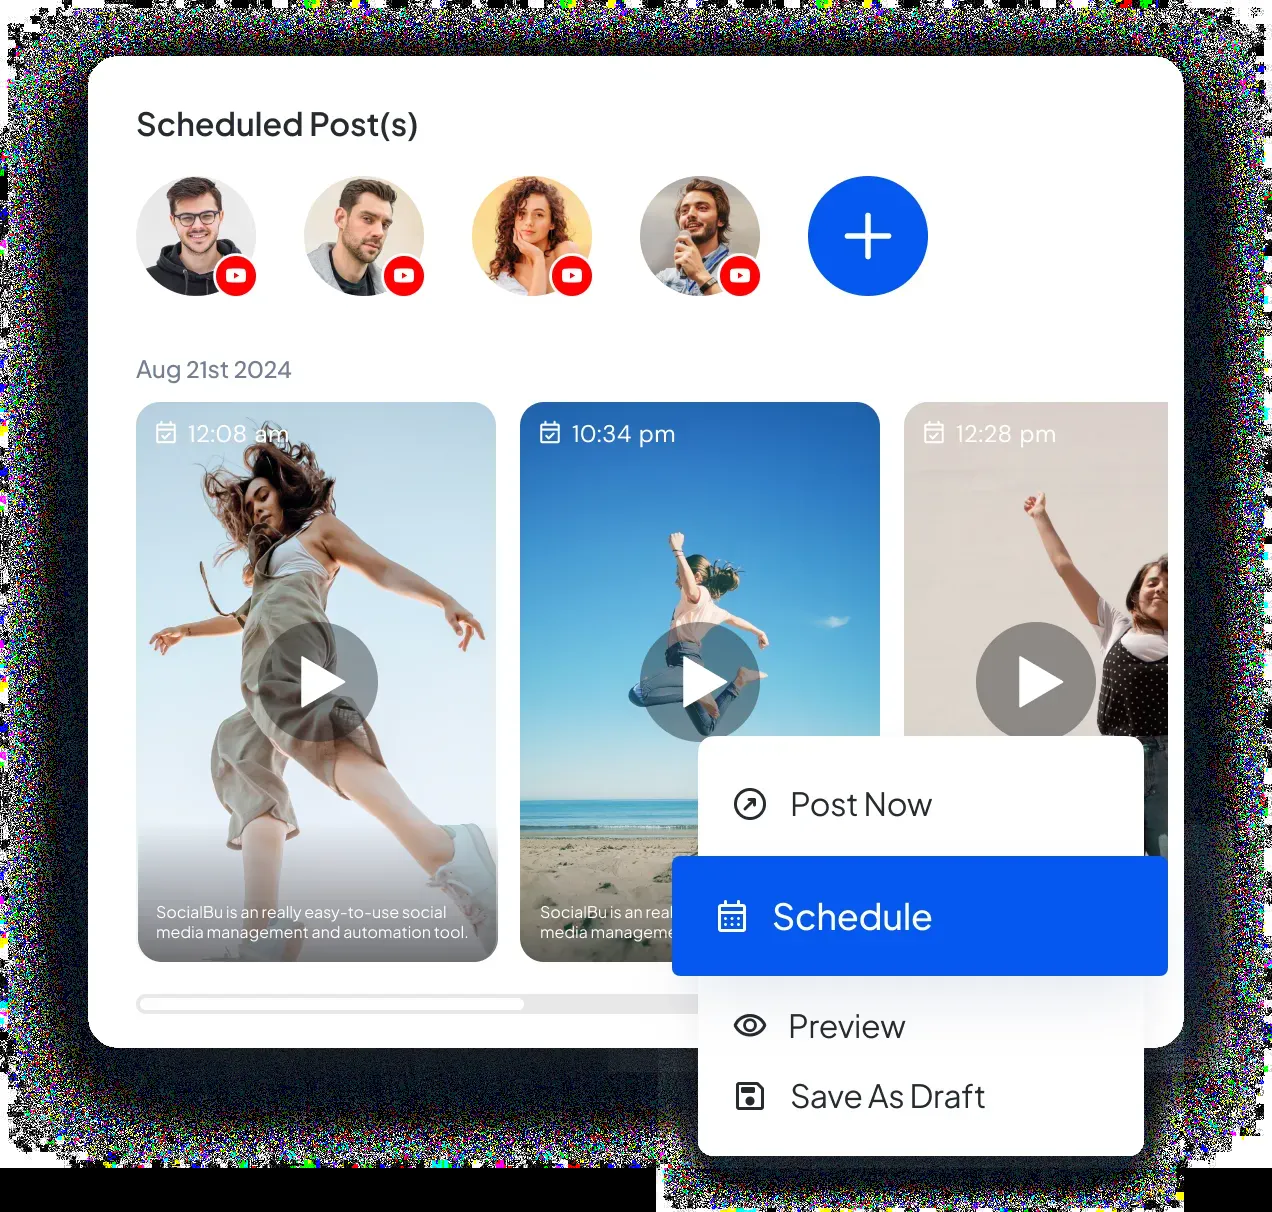 Scheduled Post(s)
Aug 21st 2024
12:08 am
10:34 pm
12:28 pm
SocialBu is an really easy-to-use social
media management and automation tool.
SocialBu is an real
media manageme
Post Now
Schedule
Preview
Save As Draft